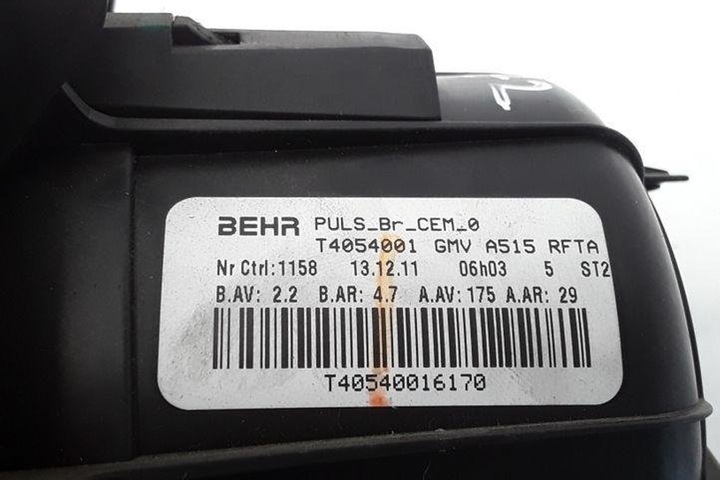 BEHR PULS_Br_CEM_0
T4054001 GMV A515 RFTA
Nr Ctrl:1158 13.12.11 06h03 5 ST2
B.AV: 2.2 B.AR: 4.7 A.AV: 175 A.AR: 29
T40540016170